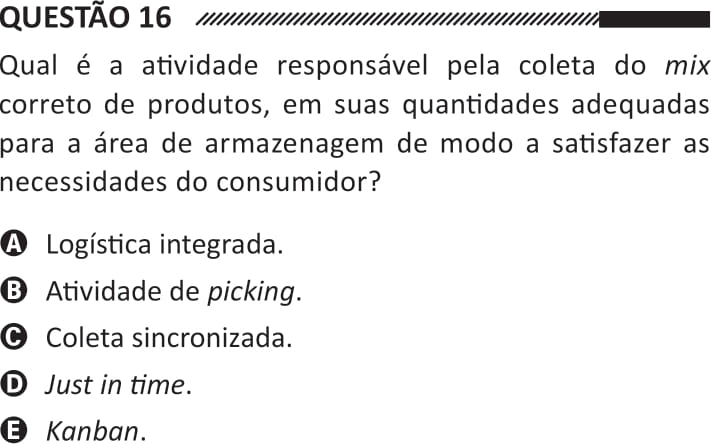 QUESTÃO 16
Qual é a atividade responsável pela coleta do mix
correto de produtos, em suas quantidades adequadas
para a área de armazenagem de modo a satisfazer as
necessidades do consumidor?
A Logística integrada.
B Atividade de picking.
C Coleta sincronizada.
D Just in time.
E Kanban.